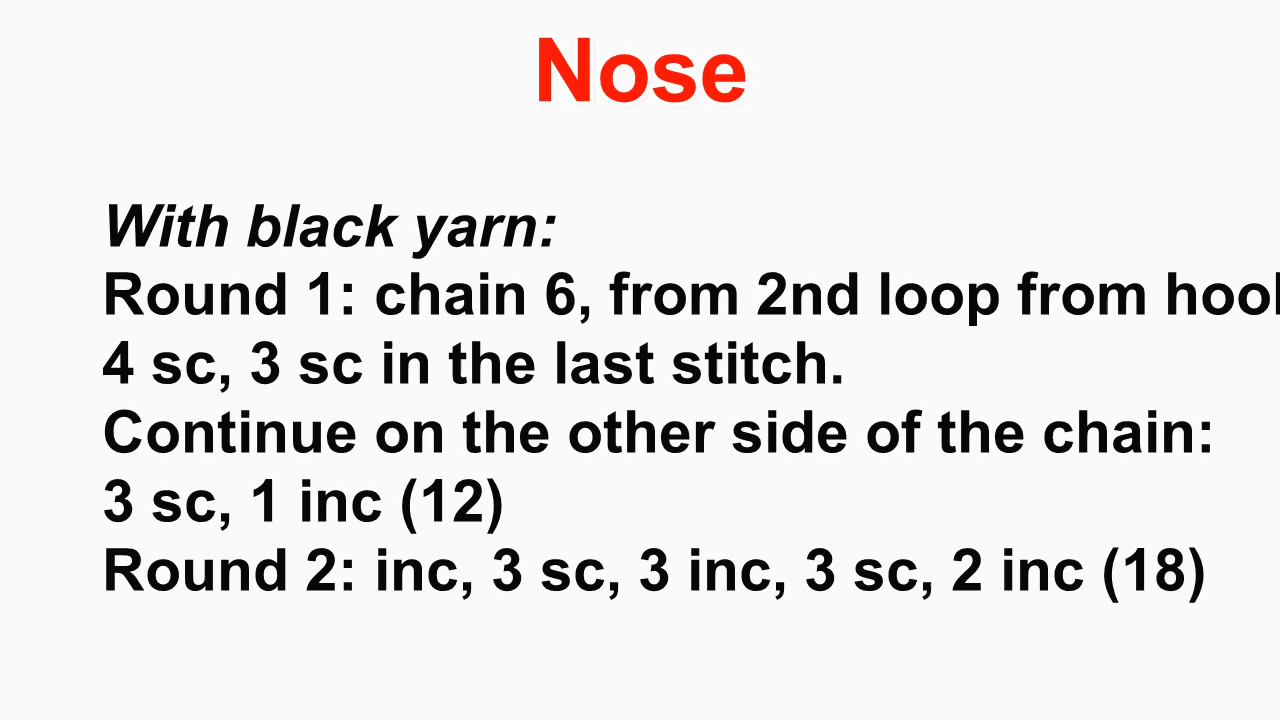 Nose
With black yarn:
Round 1: chain 6, from 2nd loop from hook
4 sc, 3 sc in the last stitch.
Continue on the other side of the chain:
3 sc, 1 inc (12)
Round 2: inc, 3 sc, 3 inc, 3 sc, 2 inc (18)